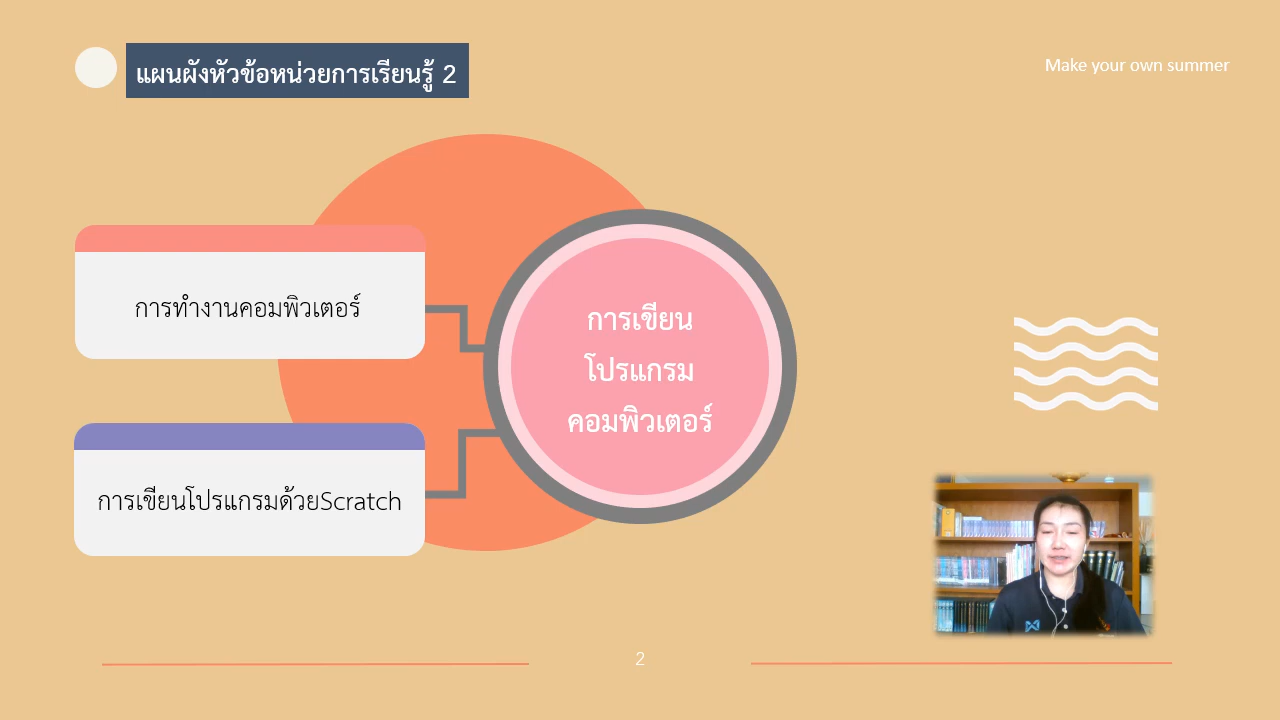 แผนผังหัวข้อหน่วยการเรียนรู้ 2
Make your own summer
การทำงานคอมพิวเตอร์
การเขียน
โปรแกรม
คอมพิวเตอร์
การเขียนโปรแกรมด้วยScratch
2